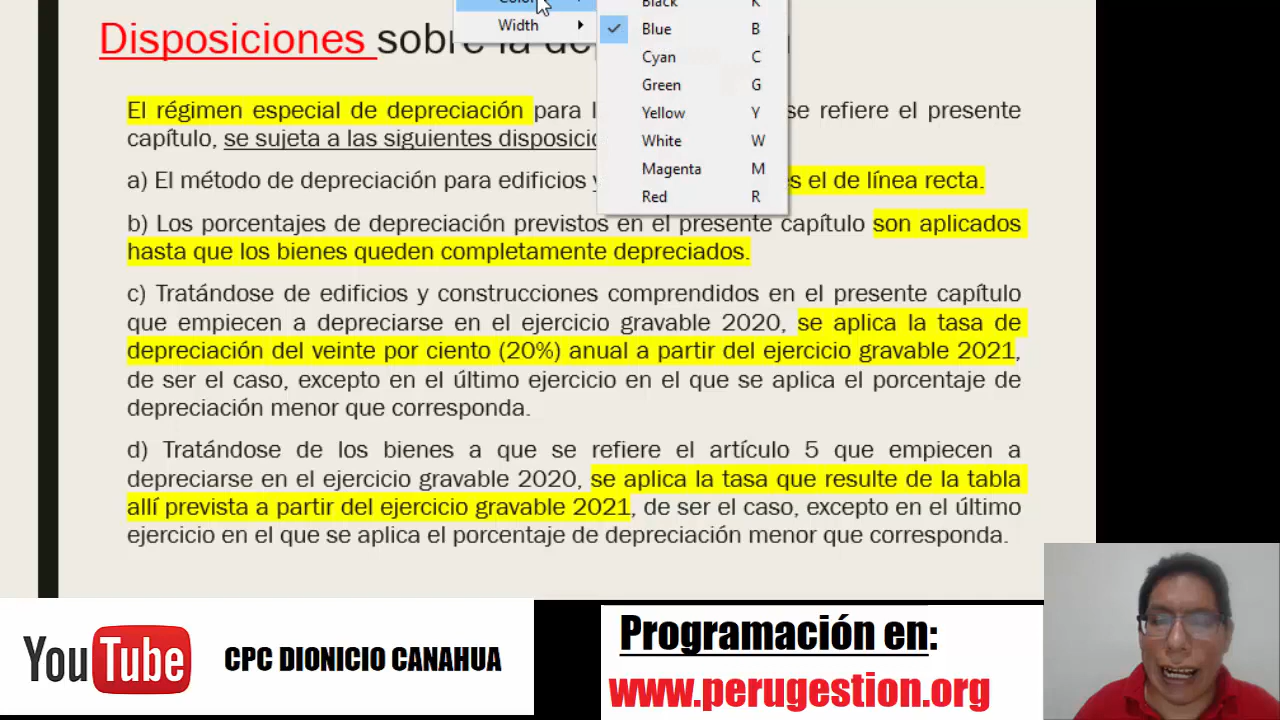 Color
Black K
Width
Blue B
Disposiciones sobre la de
Cyan C
Green G
El régimen especial de depreciación para l
se refiere el presente
Yellow Y
capítulo, se sujeta a las siguientes disposicio
White W
Magenta M
a) El método de depreciación para edificios y
s el de línea recta.
Red R
b) Los porcentajes de depreciación previstos en el presente capítulo son aplicados
hasta que los bienes queden completamente depreciados.
c) Tratándose de edificios y construcciones comprendidos en el presente capítulo
que empiecen a depreciarse en el ejercicio gravable 2020, se aplica la tasa de
depreciación del veinte por ciento (20%) anual a partir del ejercicio gravable 2021,
de ser el caso, excepto en el último ejercicio en el que se aplica el porcentaje de
depreciación menor que corresponda.
d) Tratándose de los bienes a que se refiere el artículo 5 que empiecen a
depreciarse en el ejercicio gravable 2020, se aplica la tasa que resulte de la tabla
allí prevista a partir del ejercicio gravable 2021, de ser el caso, excepto en el último
ejercicio en el que se aplica el porcentaje de depreciación menor que corresponda.
YouTube
CPC DIONICIO CANAHUA
Programación en:
www.perugestion.org